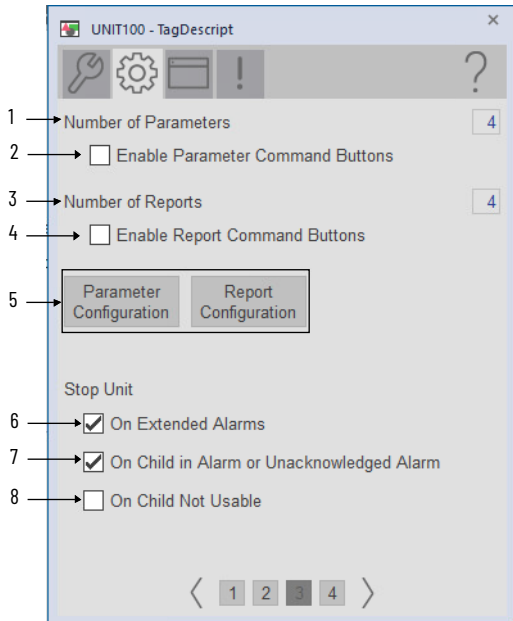 UNIT100 - TagDescript
1 Number of Parameters 4
2 Enable Parameter Command Buttons
3 Number of Reports 4
4 Enable Report Command Buttons
5 Parameter Configuration Report Configuration
Stop Unit
6 On Extended Alarms
7 On Child in Alarm or Unacknowledged Alarm
8 On Child Not Usable
1 2 3 4